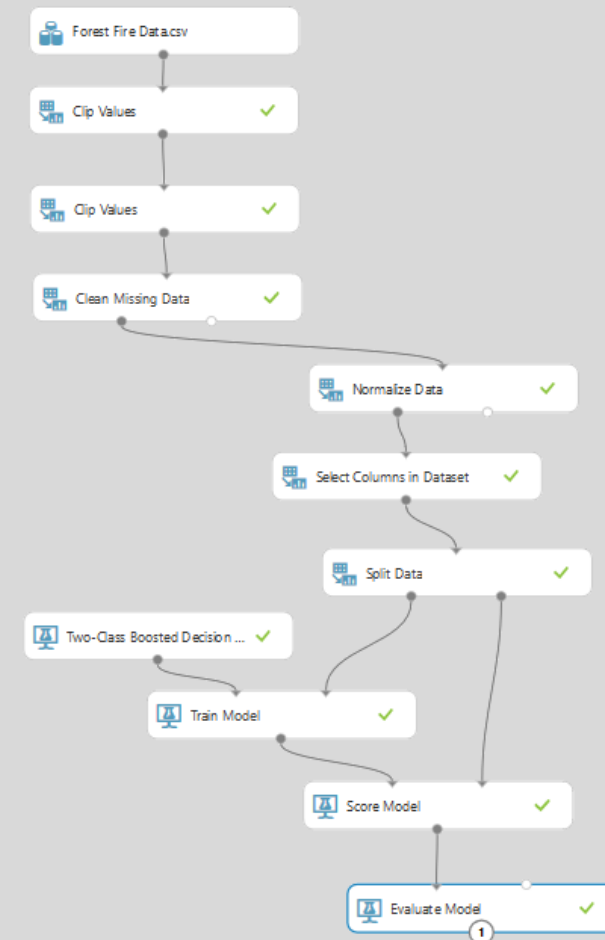 Forest Fire Data.csv
Clip Values
Clip Values
Clean Missing Data
Normalize Data
Select Columns in Dataset
Split Data
Two-Class Boosted Decision ...
Train Model
Score Model
Evaluate Model
1